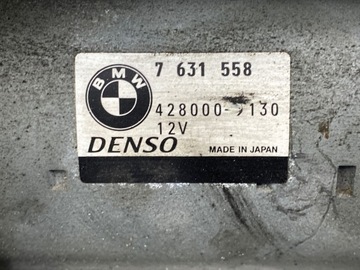 BMW
7 631 558
428000-7130
12V
DENSO
MADE IN JAPAN